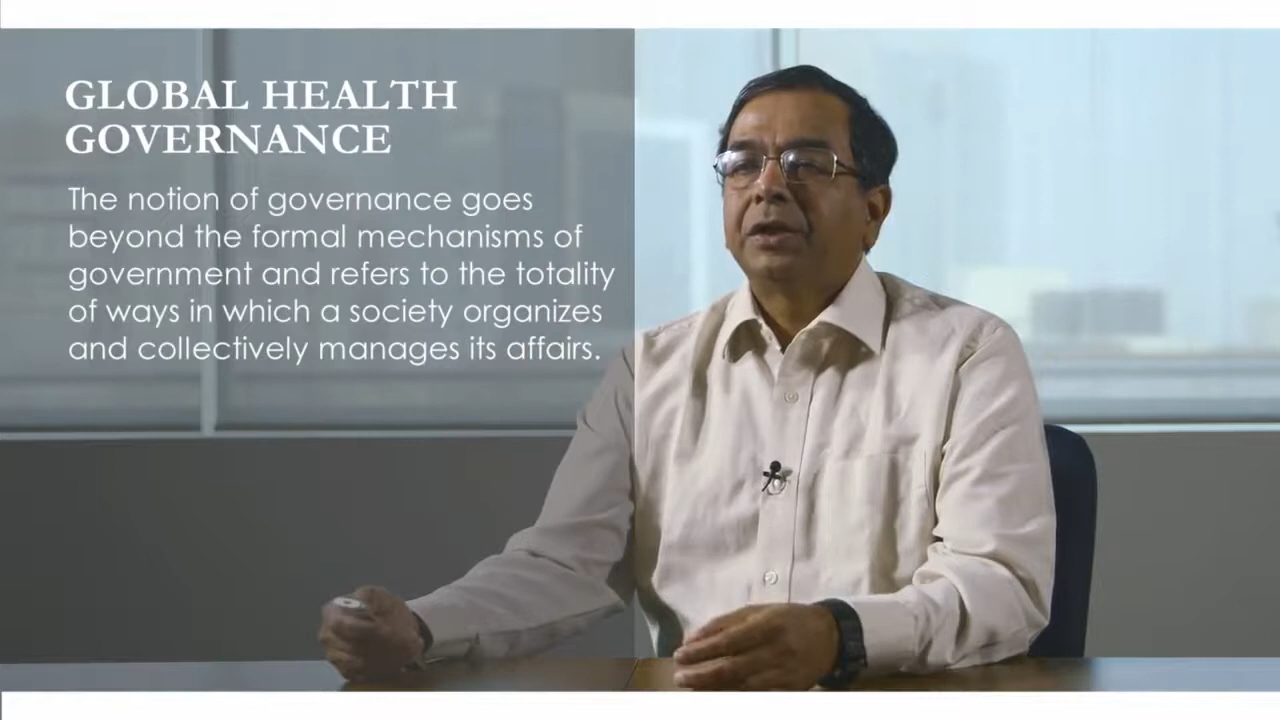 GLOBAL HEALTH
GOVERNANCE
The notion of governance goes
beyond the formal mechanisms of
government and refers to the totality
of ways in which a society organizes
and collectively manages its affairs.